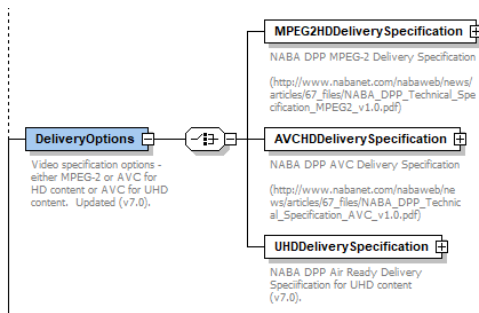 MPEG2HDDeliverySpecification
NABA DPP MPEG-2 Delivery Specification
(http://www.nabanet.com/nabaweb/news/
articles/67_files/NABA_DPP_Technical_Spe
cification_MPEG2_v1.0.pdf)
DeliveryOptions
Video specification options -
either MPEG-2 or AVC for
HD content or AVC for UHD
content.  Updated (v7.0).
AVCHDDeliverySpecification
NABA DPP AVC Delivery Specification
(http://www.nabanet.com/nabaweb/ne
ws/articles/67_files/NABA_DPP_Technic
al_Specification_AVC_v1.0.pdf)
UHDDeliverySpecification
NABA DPP Air Ready Delivery
Speciification for UHD content
(v7.0).